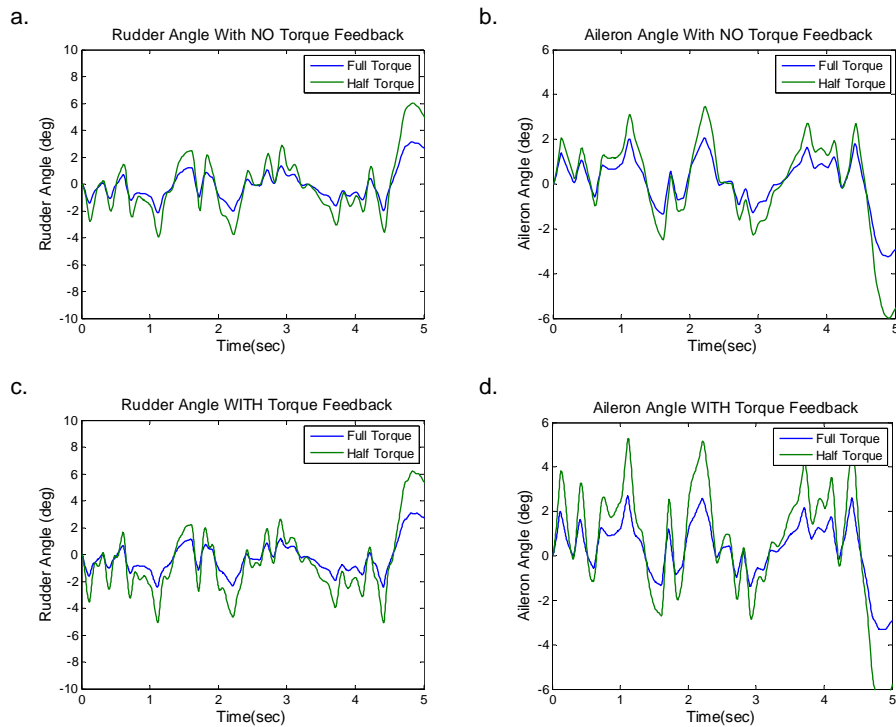 a.
Rudder Angle With NO Torque Feedback
10
8
6
4
2
0
-2
-4
-6
-8
-10
Rudder Angle (deg)
Full Torque
Half Torque
0 1 2 3 4 5
Time(sec)
b.
Aileron Angle With NO Torque Feedback
6
4
2
0
-2
-4
-6
Aileron Angle (deg)
Full Torque
Half Torque
0 1 2 3 4 5
Time(sec)
c.
Rudder Angle WITH Torque Feedback
10
8
6
4
2
0
-2
-4
-6
-8
-10
Rudder Angle (deg)
Full Torque
Half Torque
0 1 2 3 4 5
Time(sec)
d.
Aileron Angle WITH Torque Feedback
6
4
2
0
-2
-4
-6
Aileron Angle (deg)
Full Torque
Half Torque
0 1 2 3 4 5
Time(sec)